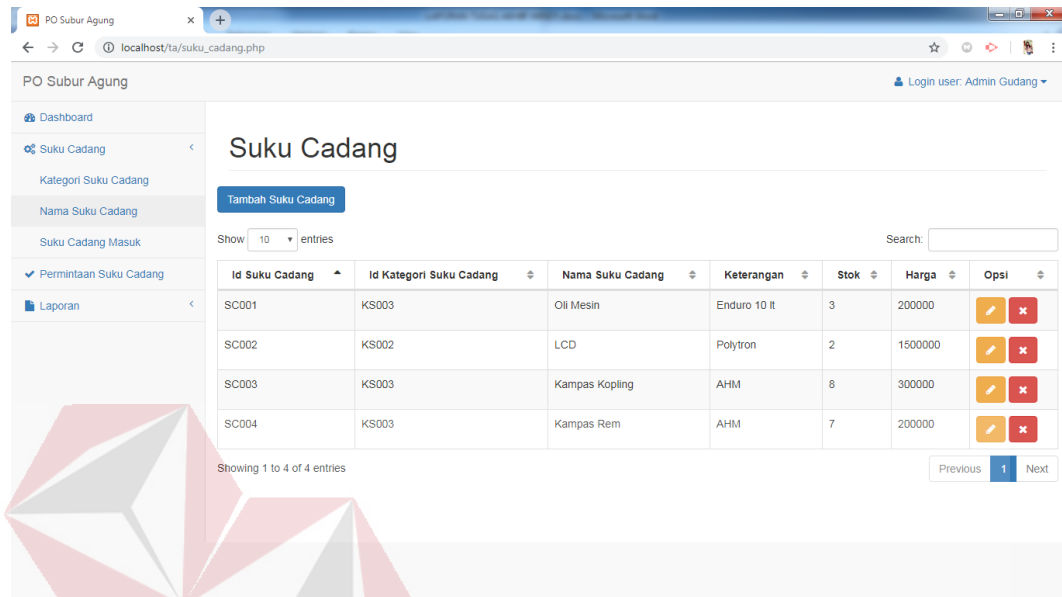 PO Subur Agung
localhost/ta/suku_cadang.php
PO Subur Agung
Login user: Admin Gudang
Dashboard
Suku Cadang
Kategori Suku Cadang
Nama Suku Cadang
Suku Cadang Masuk
Permintaan Suku Cadang
Laporan
Suku Cadang
Tambah Suku Cadang
Show 10 entries Search:
Id Suku Cadang Id Kategori Suku Cadang Nama Suku Cadang Keterangan Stok Harga Opsi
SC001 KS003 Oli Mesin Enduro 10 lt 3 200000
SC002 KS002 LCD Polytron 2 1500000
SC003 KS003 Kampas Kopling AHM 8 300000
SC004 KS003 Kampas Rem AHM 7 200000
Showing 1 to 4 of 4 entries Previous 1 Next